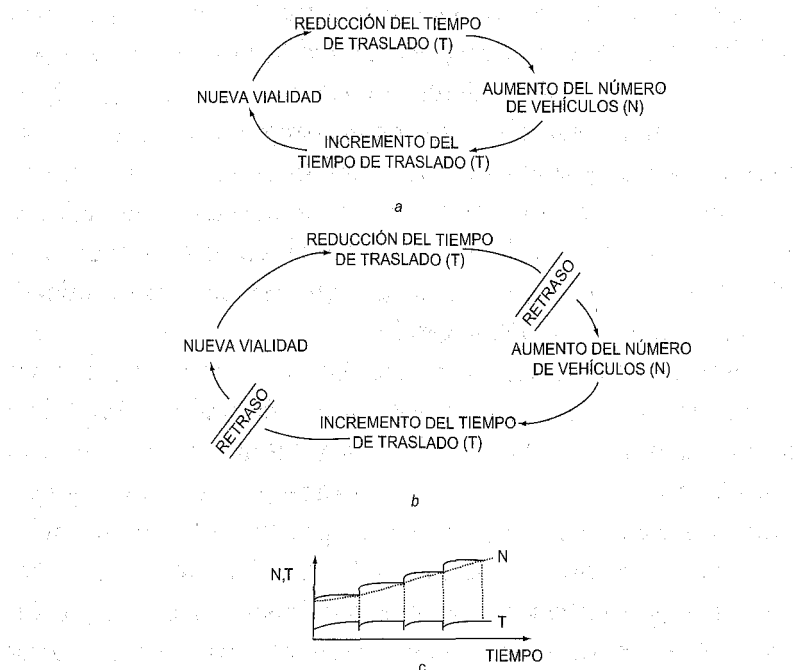 REDUCCIÓN DEL TIEMPO
DE TRASLADO (T)
NUEVA VIALIDAD
AUMENTO DEL NÚMERO
DE VEHÍCULOS (N)
INCREMENTO DEL
TIEMPO DE TRASLADO (T)
a
REDUCCIÓN DEL TIEMPO
DE TRASLADO (T)
RETRASO
NUEVA VIALIDAD
AUMENTO DEL NÚMERO
DE VEHÍCULOS (N)
RETRASO
INCREMENTO DEL TIEMPO
DE TRASLADO (T)
b
N,T
N
T
TIEMPO
c